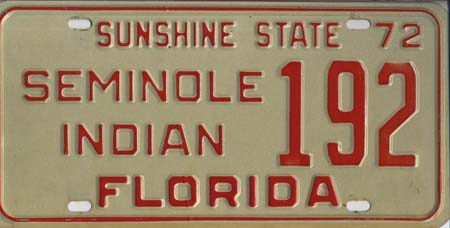 SUNSHINE STATE 72
SEMINOLE
INDIAN 192
FLORIDA